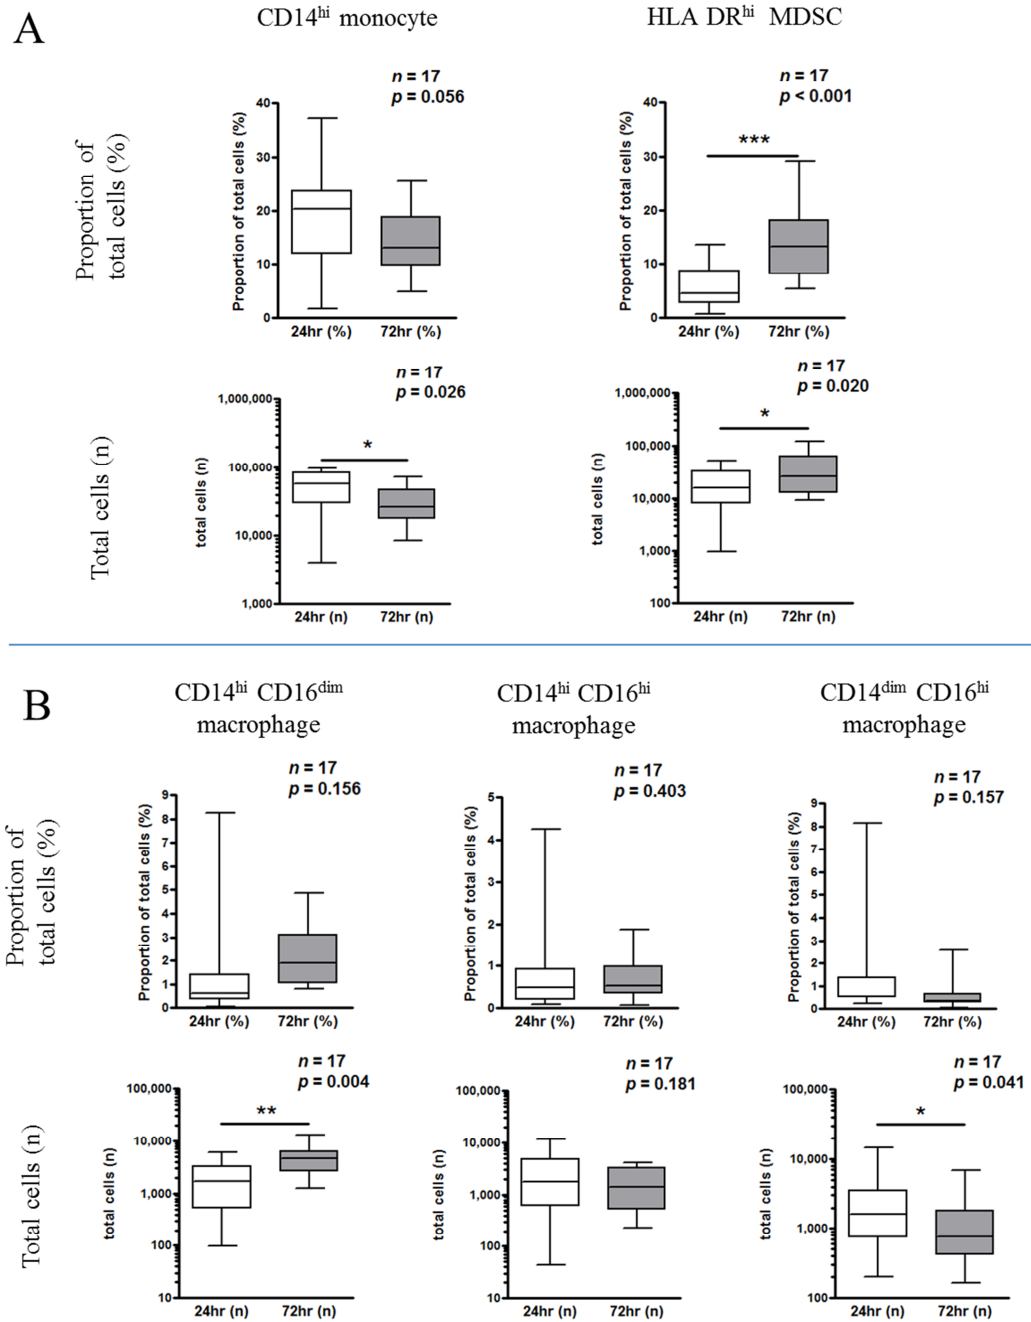 A
CD14hi monocyte
HLA DRhi MDSC
Proportion of
total cells (%)
n = 17
p = 0.056
Proportion of total cells (%)
40
30
20
10
0
24hr (%) 72hr (%)
n = 17
p < 0.001
***
Proportion of total cells (%)
40
30
20
10
0
24hr (%) 72hr (%)
Total cells (n)
n = 17
p = 0.026
*
total cells (n)
1,000,000
100,000
10,000
1,000
24hr (n) 72hr (n)
n = 17
p = 0.020
*
total cells (n)
1,000,000
100,000
10,000
1,000
100
24hr (n) 72hr (n)
B
CD14hi CD16dim
macrophage
CD14hi CD16hi
macrophage
CD14dim CD16hi
macrophage
Proportion of
total cells (%)
n = 17
p = 0.156
Proportion of total cells (%)
9
8
7
6
5
4
3
2
1
0
24hr (%) 72hr (%)
n = 17
p = 0.403
Proportion of total cells (%)
5
4
3
2
1
0
24hr (%) 72hr (%)
n = 17
p = 0.157
Proportion of total cells (%)
9
8
7
6
5
4
3
2
1
0
24hr (%) 72hr (%)
Total cells (n)
n = 17
p = 0.004
**
total cells (n)
100,000
10,000
1,000
100
10
24hr (n) 72hr (n)
n = 17
p = 0.181
total cells (n)
100,000
10,000
1,000
100
10
24hr (n) 72hr (n)
n = 17
p = 0.041
*
total cells (n)
100,000
10,000
1,000
100
24hr (n) 72hr (n)